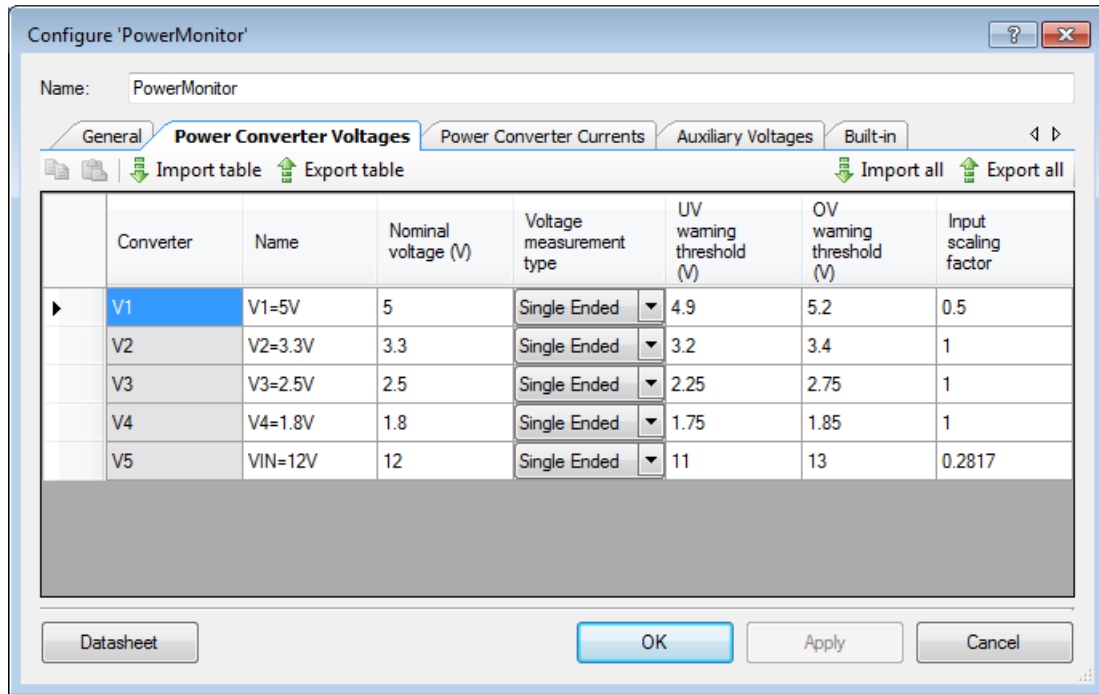 Configure 'PowerMonitor'
Name: PowerMonitor
General Power Converter Voltages Power Converter Currents Auxiliary Voltages Built-in
Import table Export table Import all Export all
Converter Name Nominal voltage (V) Voltage measurement type UV warning threshold (V) OV warning threshold (V) Input scaling factor
V1 V1=5V 5 Single Ended 4.9 5.2 0.5
V2 V2=3.3V 3.3 Single Ended 3.2 3.4 1
V3 V3=2.5V 2.5 Single Ended 2.25 2.75 1
V4 V4=1.8V 1.8 Single Ended 1.75 1.85 1
V5 VIN=12V 12 Single Ended 11 13 0.2817
Datasheet OK Apply Cancel